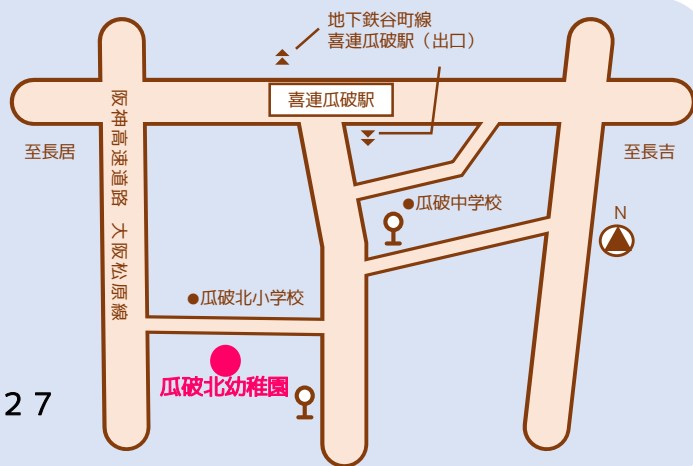 地下鉄谷町線
喜連瓜破駅（出口）
喜連瓜破駅
至長居
至長吉
阪神高速道路 大阪松原線
●瓜破中学校
N
●瓜破北小学校
瓜破北幼稚園
２７